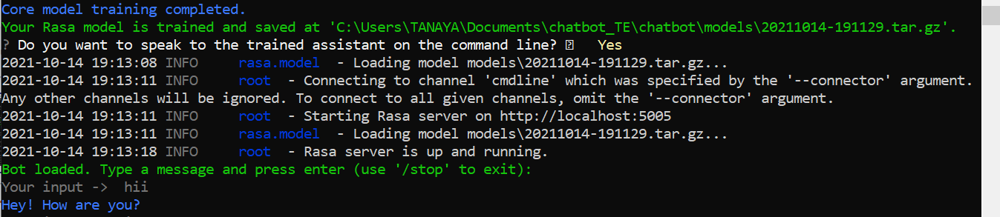 Core model training completed.
Your Rasa model is trained and saved at 'C:\Users\TANAYA\Documents\chatbot_TE\chatbot\models\20211014-191129.tar.gz'.
? Do you want to speak to the trained assistant on the command line? Yes
2021-10-14 19:13:08 INFO     rasa.model  - Loading model models\20211014-191129.tar.gz...
2021-10-14 19:13:11 INFO     root  - Connecting to channel 'cmdline' which was specified by the '--connector' argument.
Any other channels will be ignored. To connect to all given channels, omit the '--connector' argument.
2021-10-14 19:13:11 INFO     root  - Starting Rasa server on http://localhost:5005
2021-10-14 19:13:11 INFO     rasa.model  - Loading model models\20211014-191129.tar.gz...
2021-10-14 19:13:18 INFO     root  - Rasa server is up and running.
Bot loaded. Type a message and press enter (use '/stop' to exit):
Your input ->  hii
Hey! How are you?